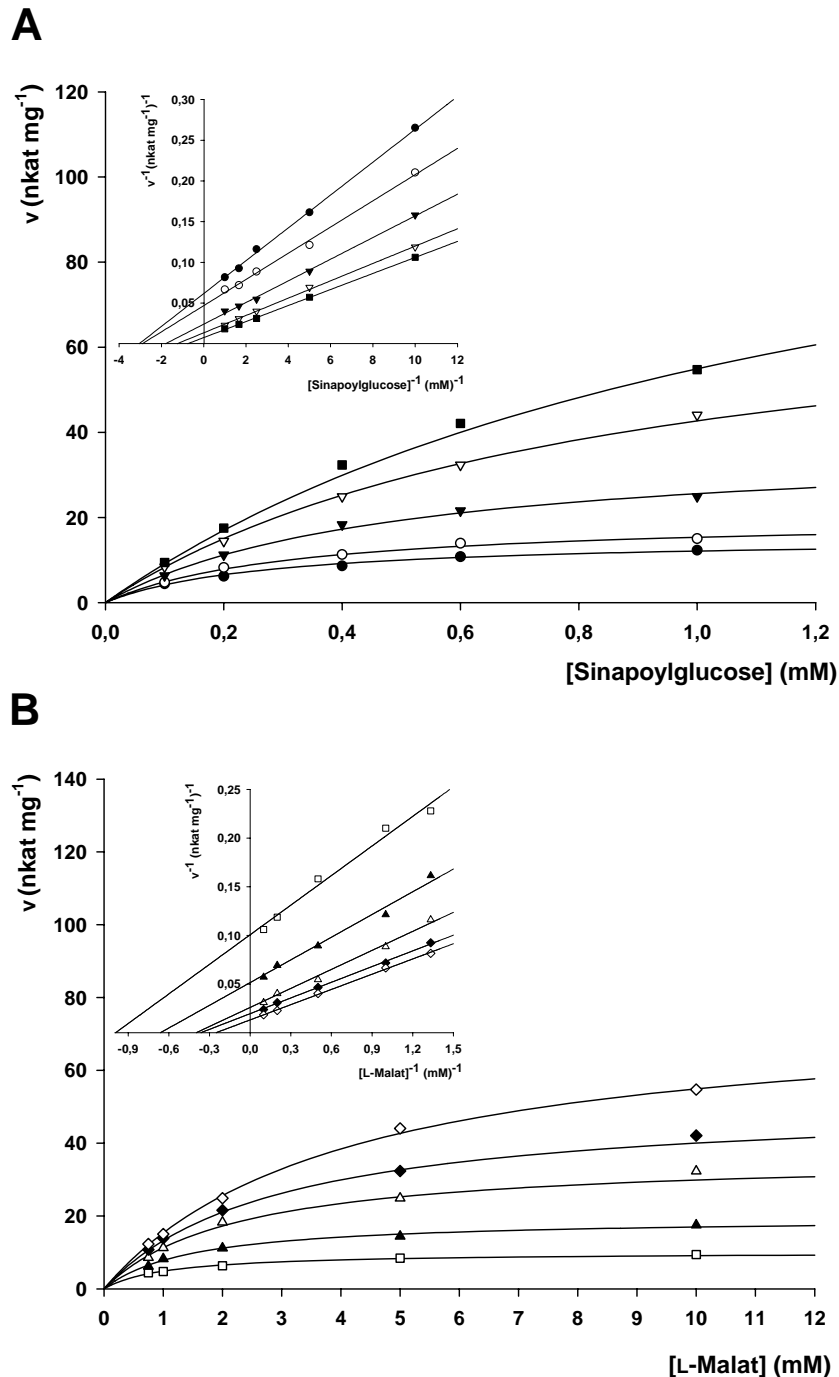 A
v (nkat mg-1)
120
100
80
60
40
20
0
0,0 0,2 0,4 0,6 0,8 1,0 1,2
[Sinapoylglucose] (mM)
v-1 (nkat mg-1)-1
0,30
0,25
0,20
0,15
0,10
0,05
-4 -2 0 2 4 6 8 10 12
[Sinapoylglucose]-1 (mM)-1
B
v (nkat mg-1)
140
120
100
80
60
40
20
0
0 1 2 3 4 5 6 7 8 9 10 11 12
[L-Malat] (mM)
v-1 (nkat mg-1)-1
0,25
0,20
0,15
0,10
0,05
-0,9 -0,6 -0,3 0,0 0,3 0,6 0,9 1,2 1,5
[L-Malat]-1 (mM)-1